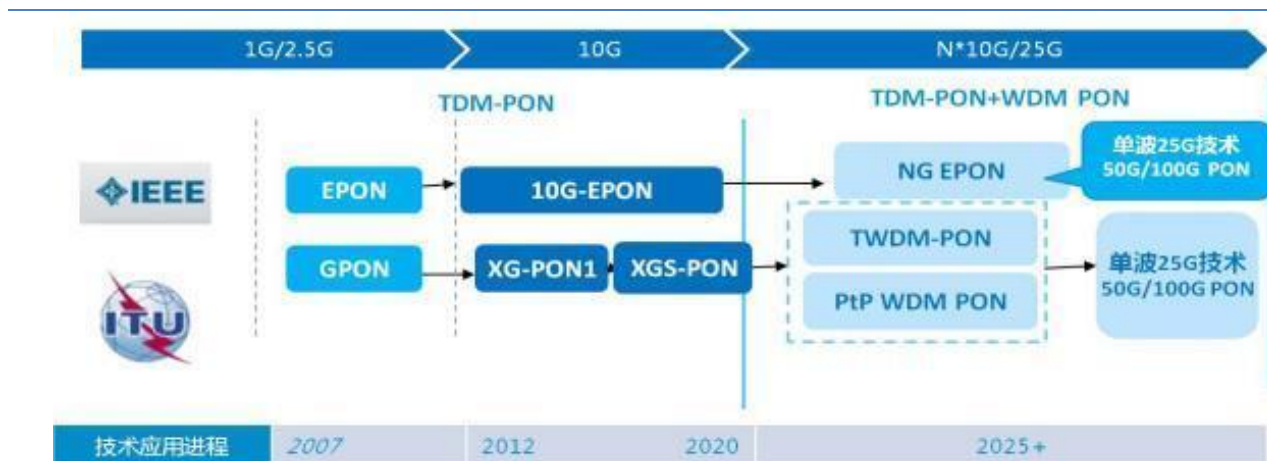 1G/2.5G
10G
N*10G/25G
TDM-PON
TDM-PON+WDM PON
IEEE
EPON
10G-EPON
NG EPON
单波25G技术
50G/100G PON
ITU
GPON
XG-PON1
XGS-PON
TWDM-PON
PtP WDM PON
单波25G技术
50G/100G PON
技术应用进程
2007
2012
2020
2025+